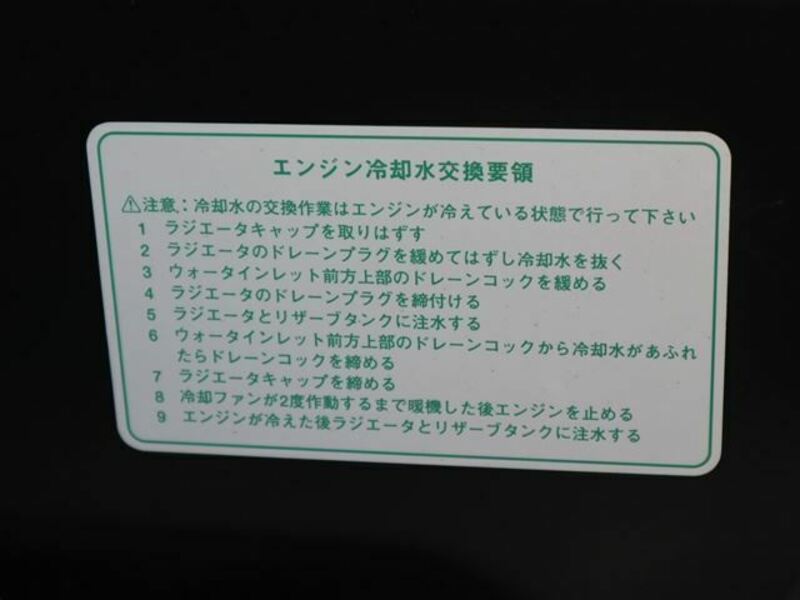 エンジン冷却水交換要領
⚠注意：冷却水の交換作業はエンジンが冷えている状態で行って下さい
1 ラジエータキャップを取りはずす
2 ラジエータのドレーンプラグを緩めてはずし冷却水を抜く
3 ウォータインレット前方上部のドレーンコックを緩める
4 ラジエータのドレーンプラグを締付ける
5 ラジエータとリザーブタンクに注水する
6 ウォータインレット前方上部のドレーンコックから冷却水があふれ
たらドレーンコックを締める
7 ラジエータキャップを締める
8 冷却ファンが2度作動するまで暖機した後エンジンを止める
9 エンジンが冷えた後ラジエータとリザーブタンクに注水する